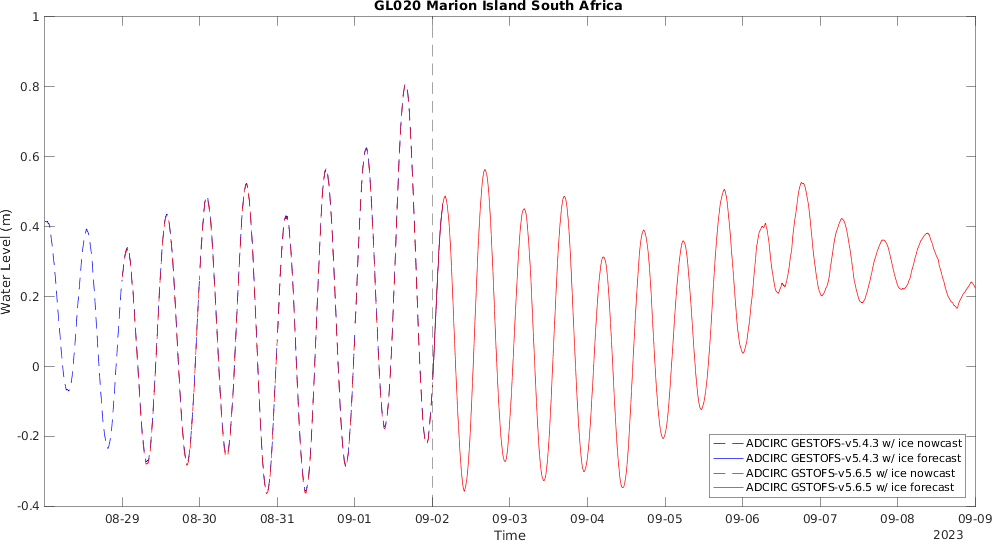 GL020 Marion Island South Africa
1
0.8
0.6
0.4
0.2
0
-0.2
-0.4
Water Level (m)
ADCIRC GESTOFS-v5.4.3 w/ ice nowcast
ADCIRC GESTOFS-v5.4.3 w/ ice forecast
ADCIRC GSTOFS-v5.6.5 w/ ice nowcast
ADCIRC GSTOFS-v5.6.5 w/ ice forecast
08-29 08-30 08-31 09-01 09-02 09-03 09-04 09-05 09-06 09-07 09-08 09-09
Time
2023